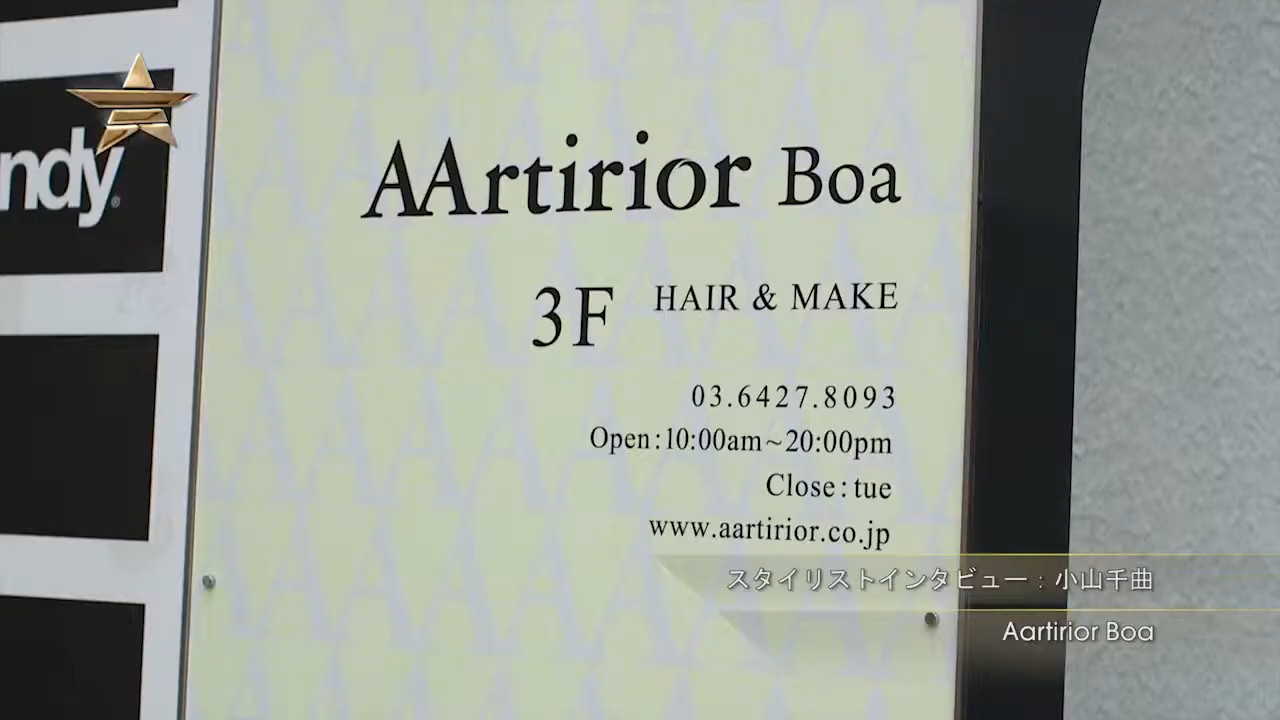 ndy
AArtirior Boa
3F HAIR & MAKE
03.6427.8093
Open:10:00am~20:00pm
Close:tue
www.aartirior.co.jp
スタイリストインタビュー：小山千曲
Aartirior Boa